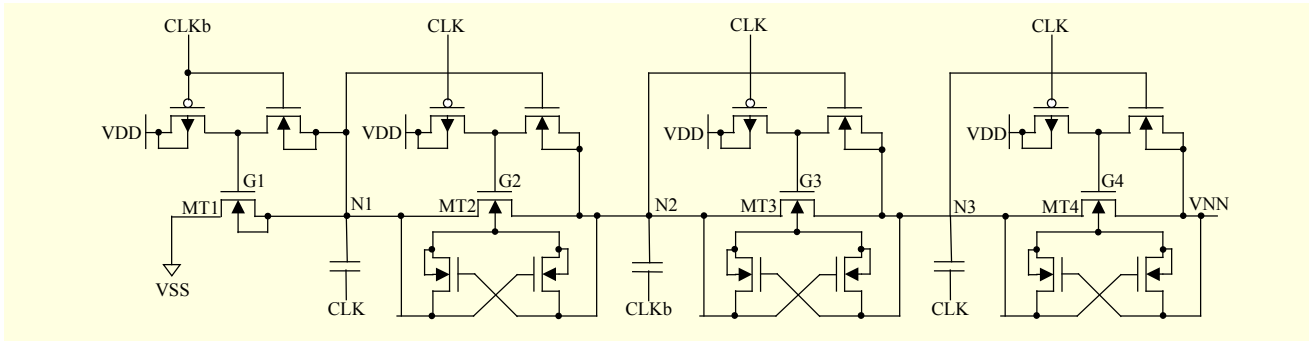 CLKb CLK CLK CLK
VDD VDD VDD VDD
G1 G2 G3 G4
MT1 N1 MT2 N2 MT3 N3 MT4 VNN
VSS CLK CLKb CLK